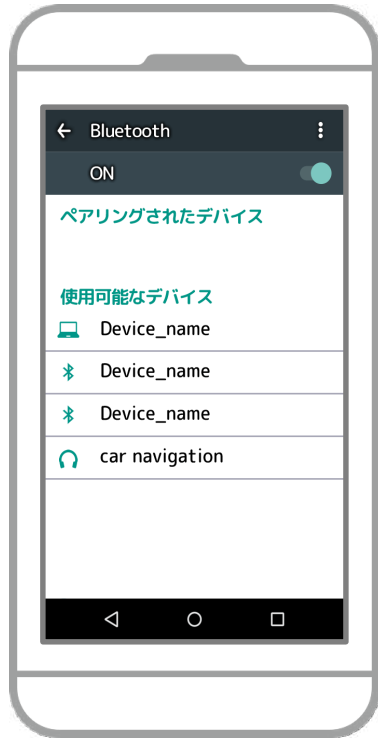 Bluetooth
ON
ペアリングされたデバイス
使用可能なデバイス
Device_name
Device_name
Device_name
car navigation